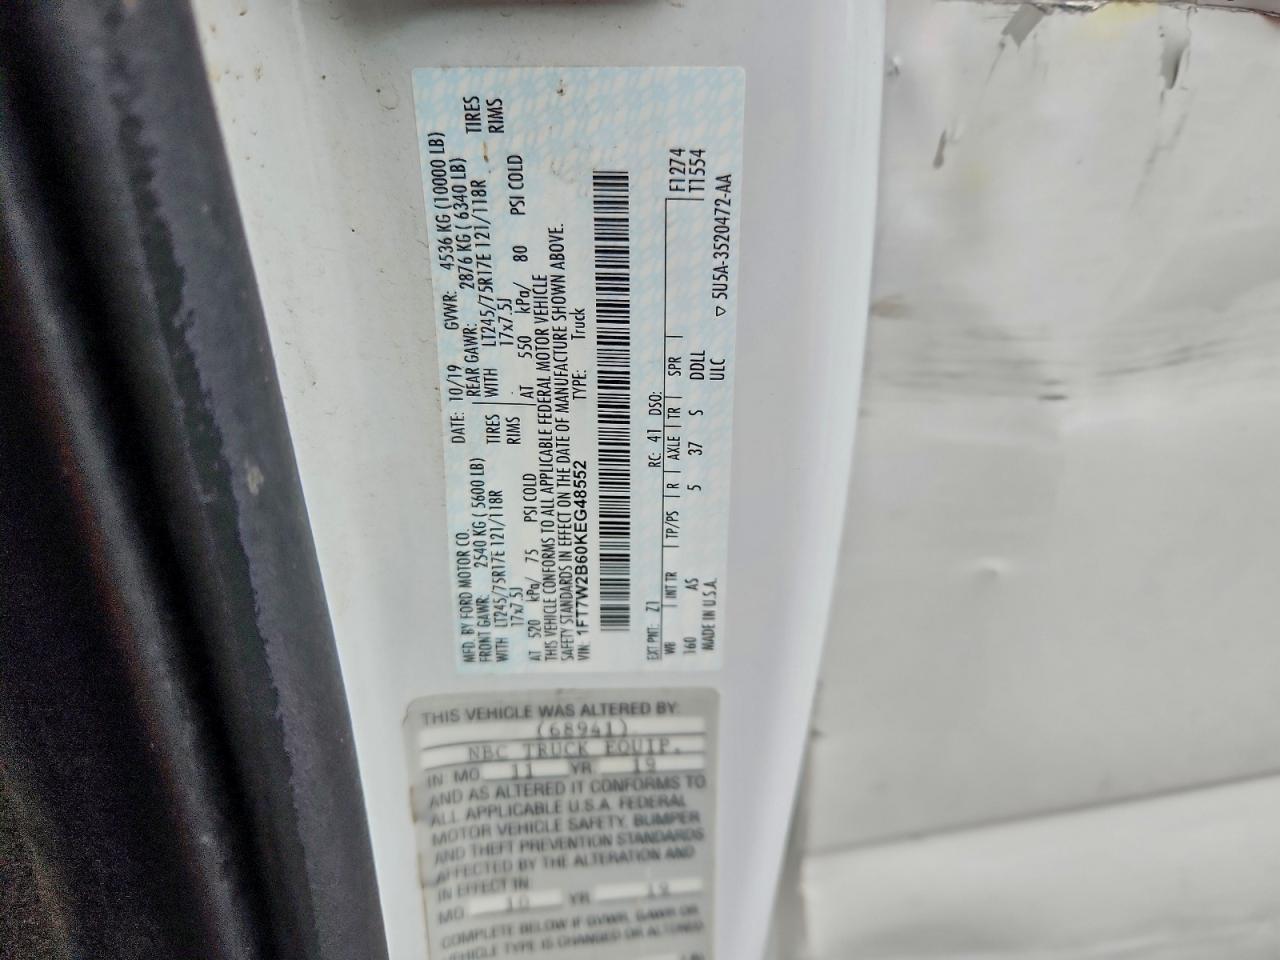 MFD. BY FORD MOTOR CO.
DATE: 10/19 GVWR: 4536 KG (10000 LB)
FRONT GAWR: 2540 KG ( 5600 LB) REAR GAWR: 2876 KG ( 6340 LB)
WITH LT245/75R17E 121/118R TIRES WITH LT245/75R17E 121/118R TIRES
17x7.5J RIMS 17x7.5J RIMS
AT 520 kPa/ 75 PSI COLD AT 550 kPa/ 80 PSI COLD
THIS VEHICLE CONFORMS TO ALL APPLICABLE FEDERAL MOTOR VEHICLE
SAFETY STANDARDS IN EFFECT ON THE DATE OF MANUFACTURE SHOWN ABOVE.
VIN: 1FT7W2B60KEG48552 TYPE: Truck
EXT PNT: Z1 RC: 41 DSO:
WB INT TR TP/PS R AXLE TR SPR F1274
160 AS 5 37 S DDLL T1554
MADE IN U.S.A. ULC
▽ 5U5A-3520472-AA
THIS VEHICLE WAS ALTERED BY:
(68941)
NBC TRUCK EQUIP.
IN MO 11 YR. 19
AND AS ALTERED IT CONFORMS TO
ALL APPLICABLE U.S.A. FEDERAL
MOTOR VEHICLE SAFETY, BUMPER
AND THEFT PREVENTION STANDARDS
AFFECTED BY THE ALTERATION AND
IN EFFECT IN:
MO 10 YR 19
COMPLETE BELOW IF GVWR, GAWR OR
VEHICLE TYPE IS CHANGED OR ALTERED